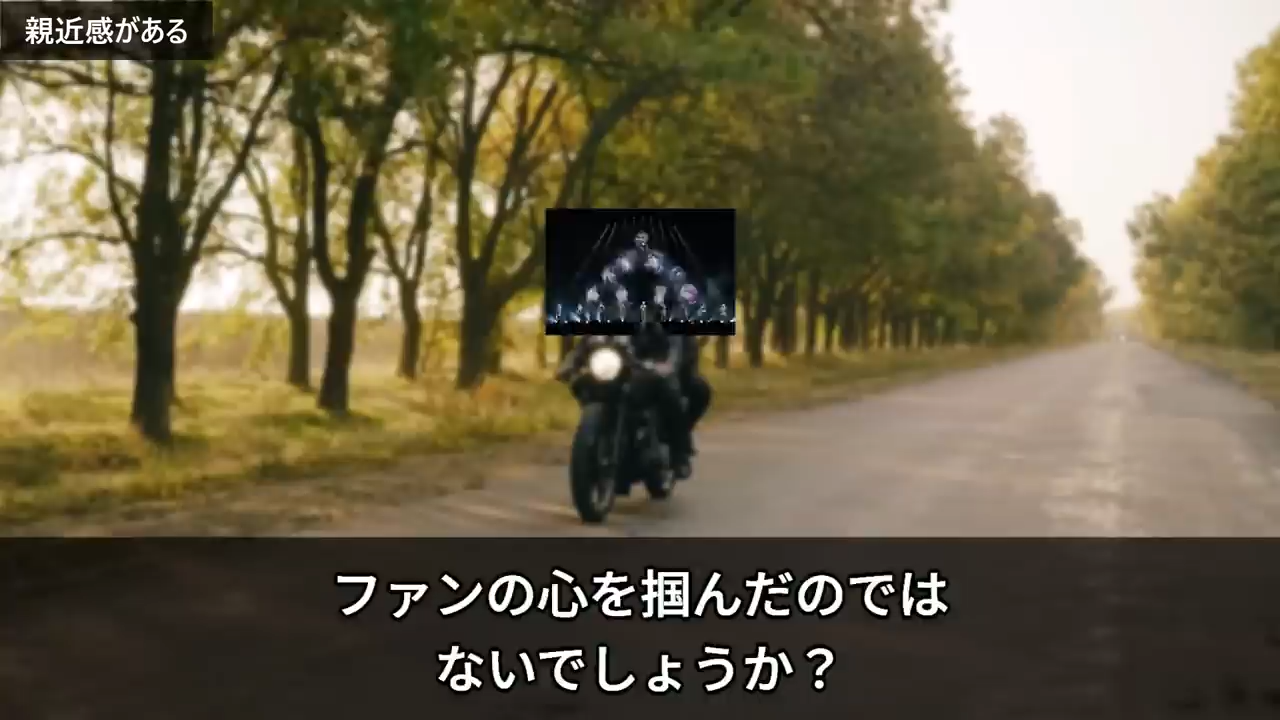 親近感がある
ファンの心を掴んだのでは
ないでしょうか？